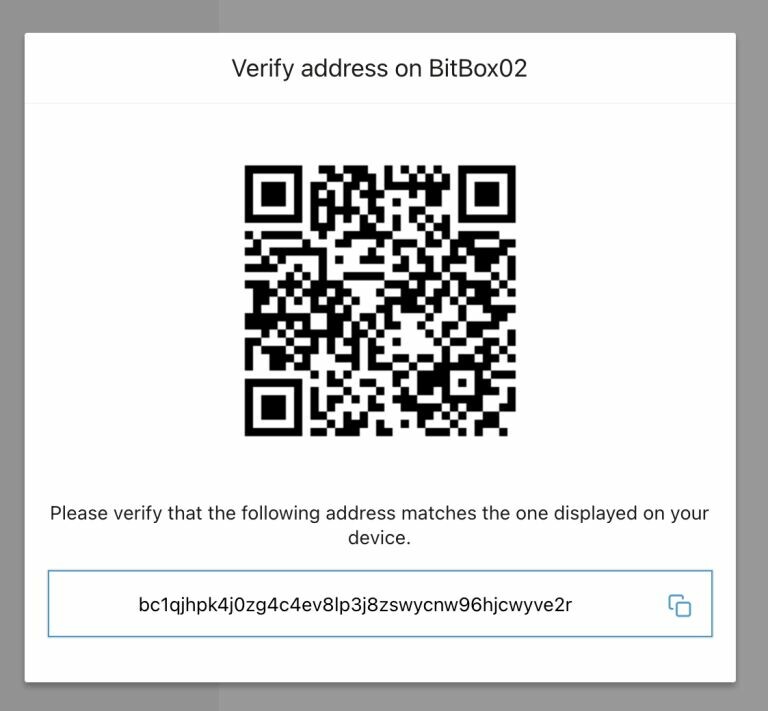 Verify address on BitBox02
Please verify that the following address matches the one displayed on your
device.
bc1qjhpk4j0zg4c4ev8lp3j8zswycnw96hjcwyve2r